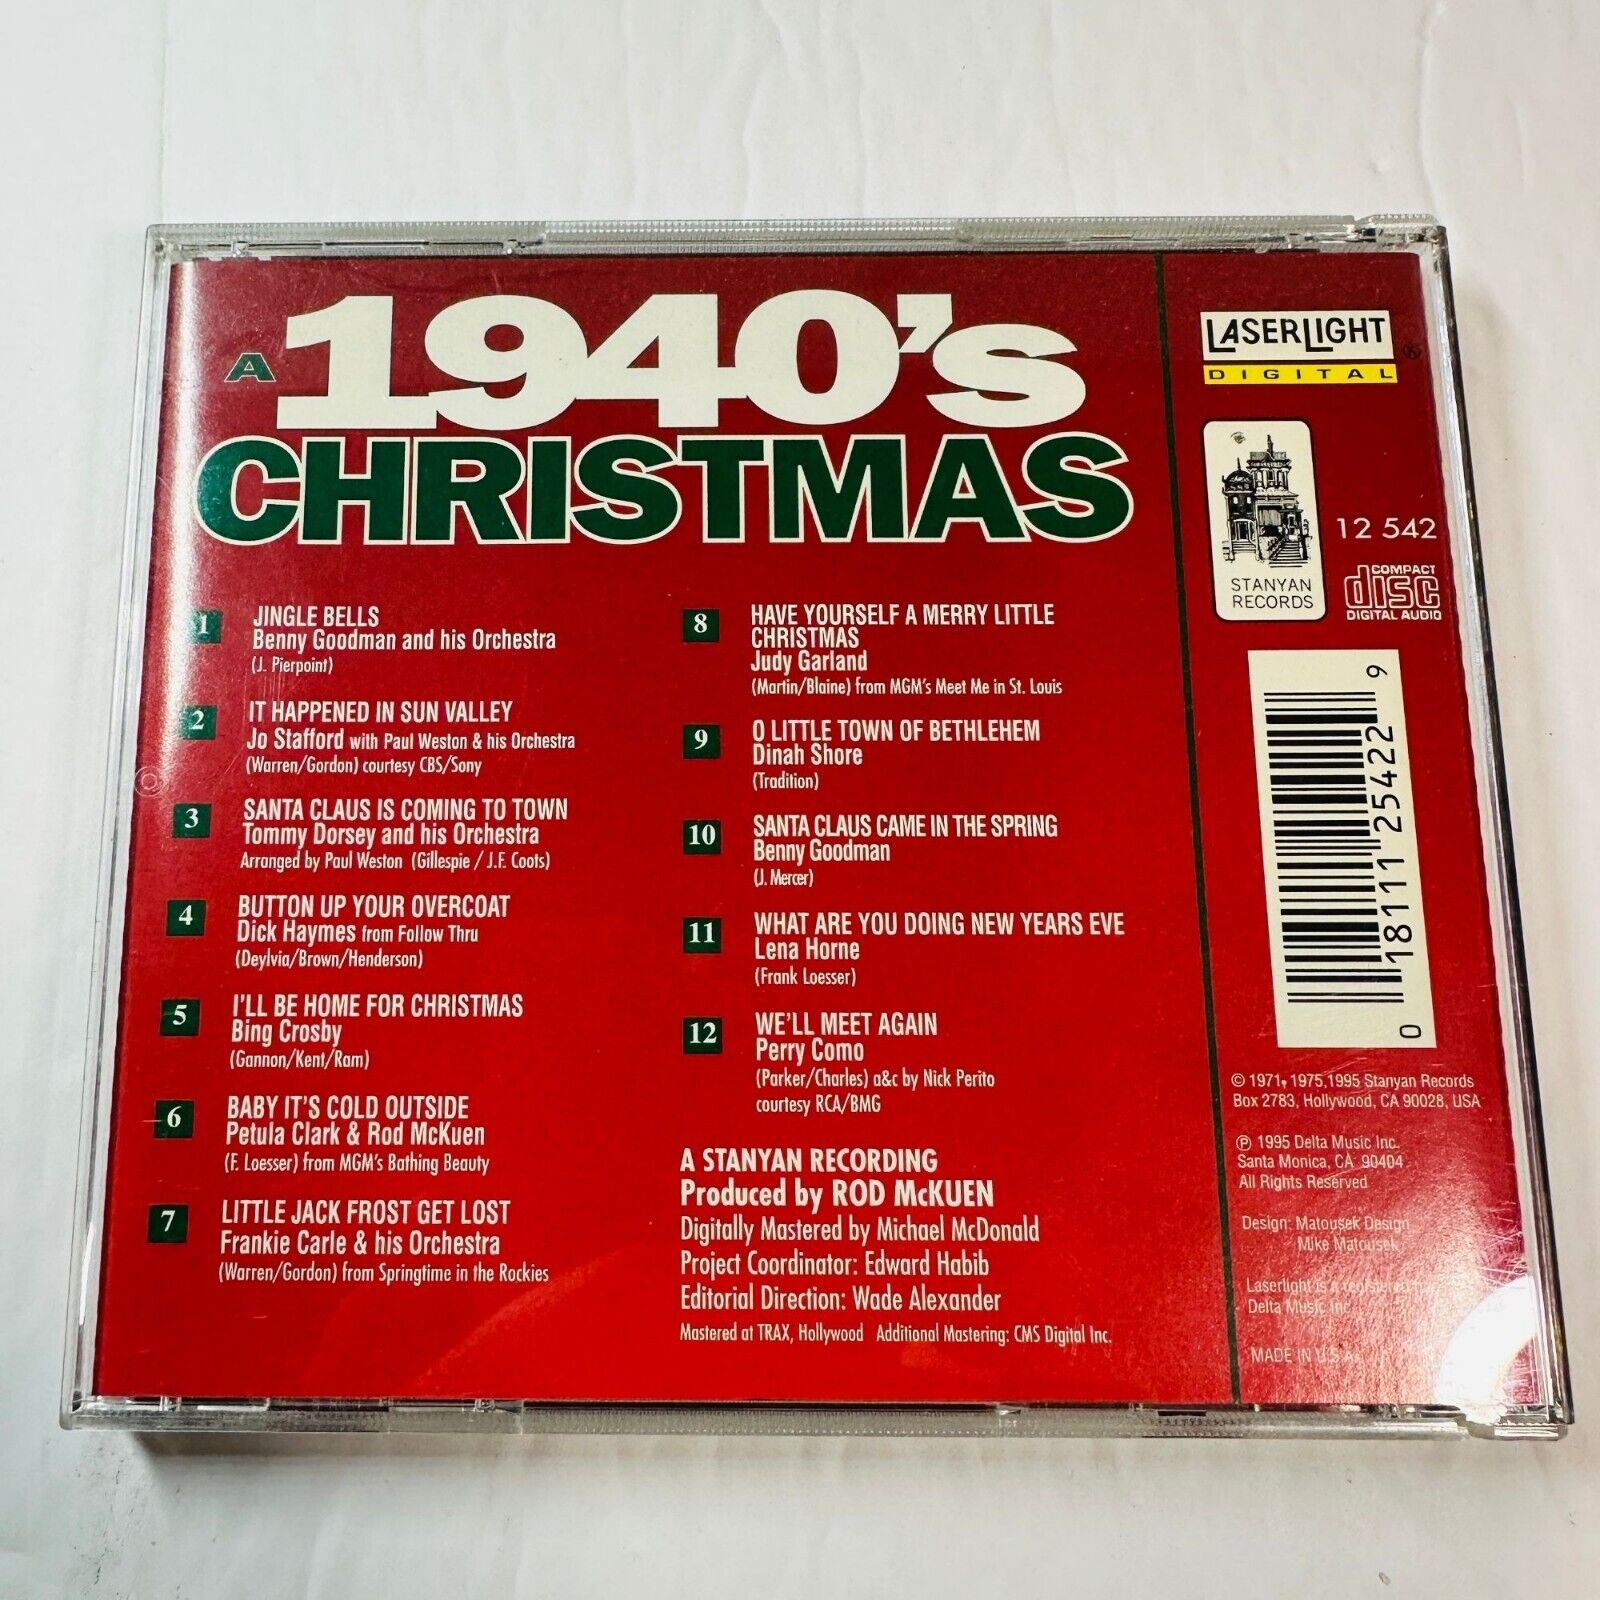 A 1940's
CHRISTMAS
1 JINGLE BELLS
Benny Goodman and his Orchestra
(J. Pierpoint)
2 IT HAPPENED IN SUN VALLEY
Jo Stafford with Paul Weston & his Orchestra
(Warren/Gordon) courtesy CBS/Sony
3 SANTA CLAUS IS COMING TO TOWN
Tommy Dorsey and his Orchestra
Arranged by Paul Weston (Gillespie / J.F. Coots)
4 BUTTON UP YOUR OVERCOAT
Dick Haymes from Follow Thru
(Deylvia/Brown/Henderson)
5 I'LL BE HOME FOR CHRISTMAS
Bing Crosby
(Gannon/Kent/Ram)
6 BABY IT'S COLD OUTSIDE
Petula Clark & Rod McKuen
(F. Loesser) from MGM's Bathing Beauty
7 LITTLE JACK FROST GET LOST
Frankie Carle & his Orchestra
(Warren/Gordon) from Springtime in the Rockies
8 HAVE YOURSELF A MERRY LITTLE
CHRISTMAS
Judy Garland
(Martin/Blaine) from MGM's Meet Me in St. Louis
9 O LITTLE TOWN OF BETHLEHEM
Dinah Shore
(Tradition)
10 SANTA CLAUS CAME IN THE SPRING
Benny Goodman
(J. Mercer)
11 WHAT ARE YOU DOING NEW YEARS EVE
Lena Horne
(Frank Loesser)
12 WE'LL MEET AGAIN
Perry Como
(Parker/Charles) a&c by Nick Perito
courtesy RCA/BMG
A STANYAN RECORDING
Produced by ROD McKUEN
Digitally Mastered by Michael McDonald
Project Coordinator: Edward Habib
Editorial Direction: Wade Alexander
Mastered at TRAX, Hollywood Additional Mastering: CMS Digital Inc.
LASERLIGHT ®
DIGITAL
STANYAN
RECORDS
12 542
COMPACT
disc
DIGITAL AUDIO
0 18111 25422 9
© 1971, 1975, 1995 Stanyan Records
Box 2783, Hollywood, CA 90028, USA
℗ 1995 Delta Music Inc.
Santa Monica, CA 90404
All Rights Reserved
Design: Matousek Design
Mike Matousek
Laserlight is a registered
Delta Music Inc
MADE IN U.S.A.